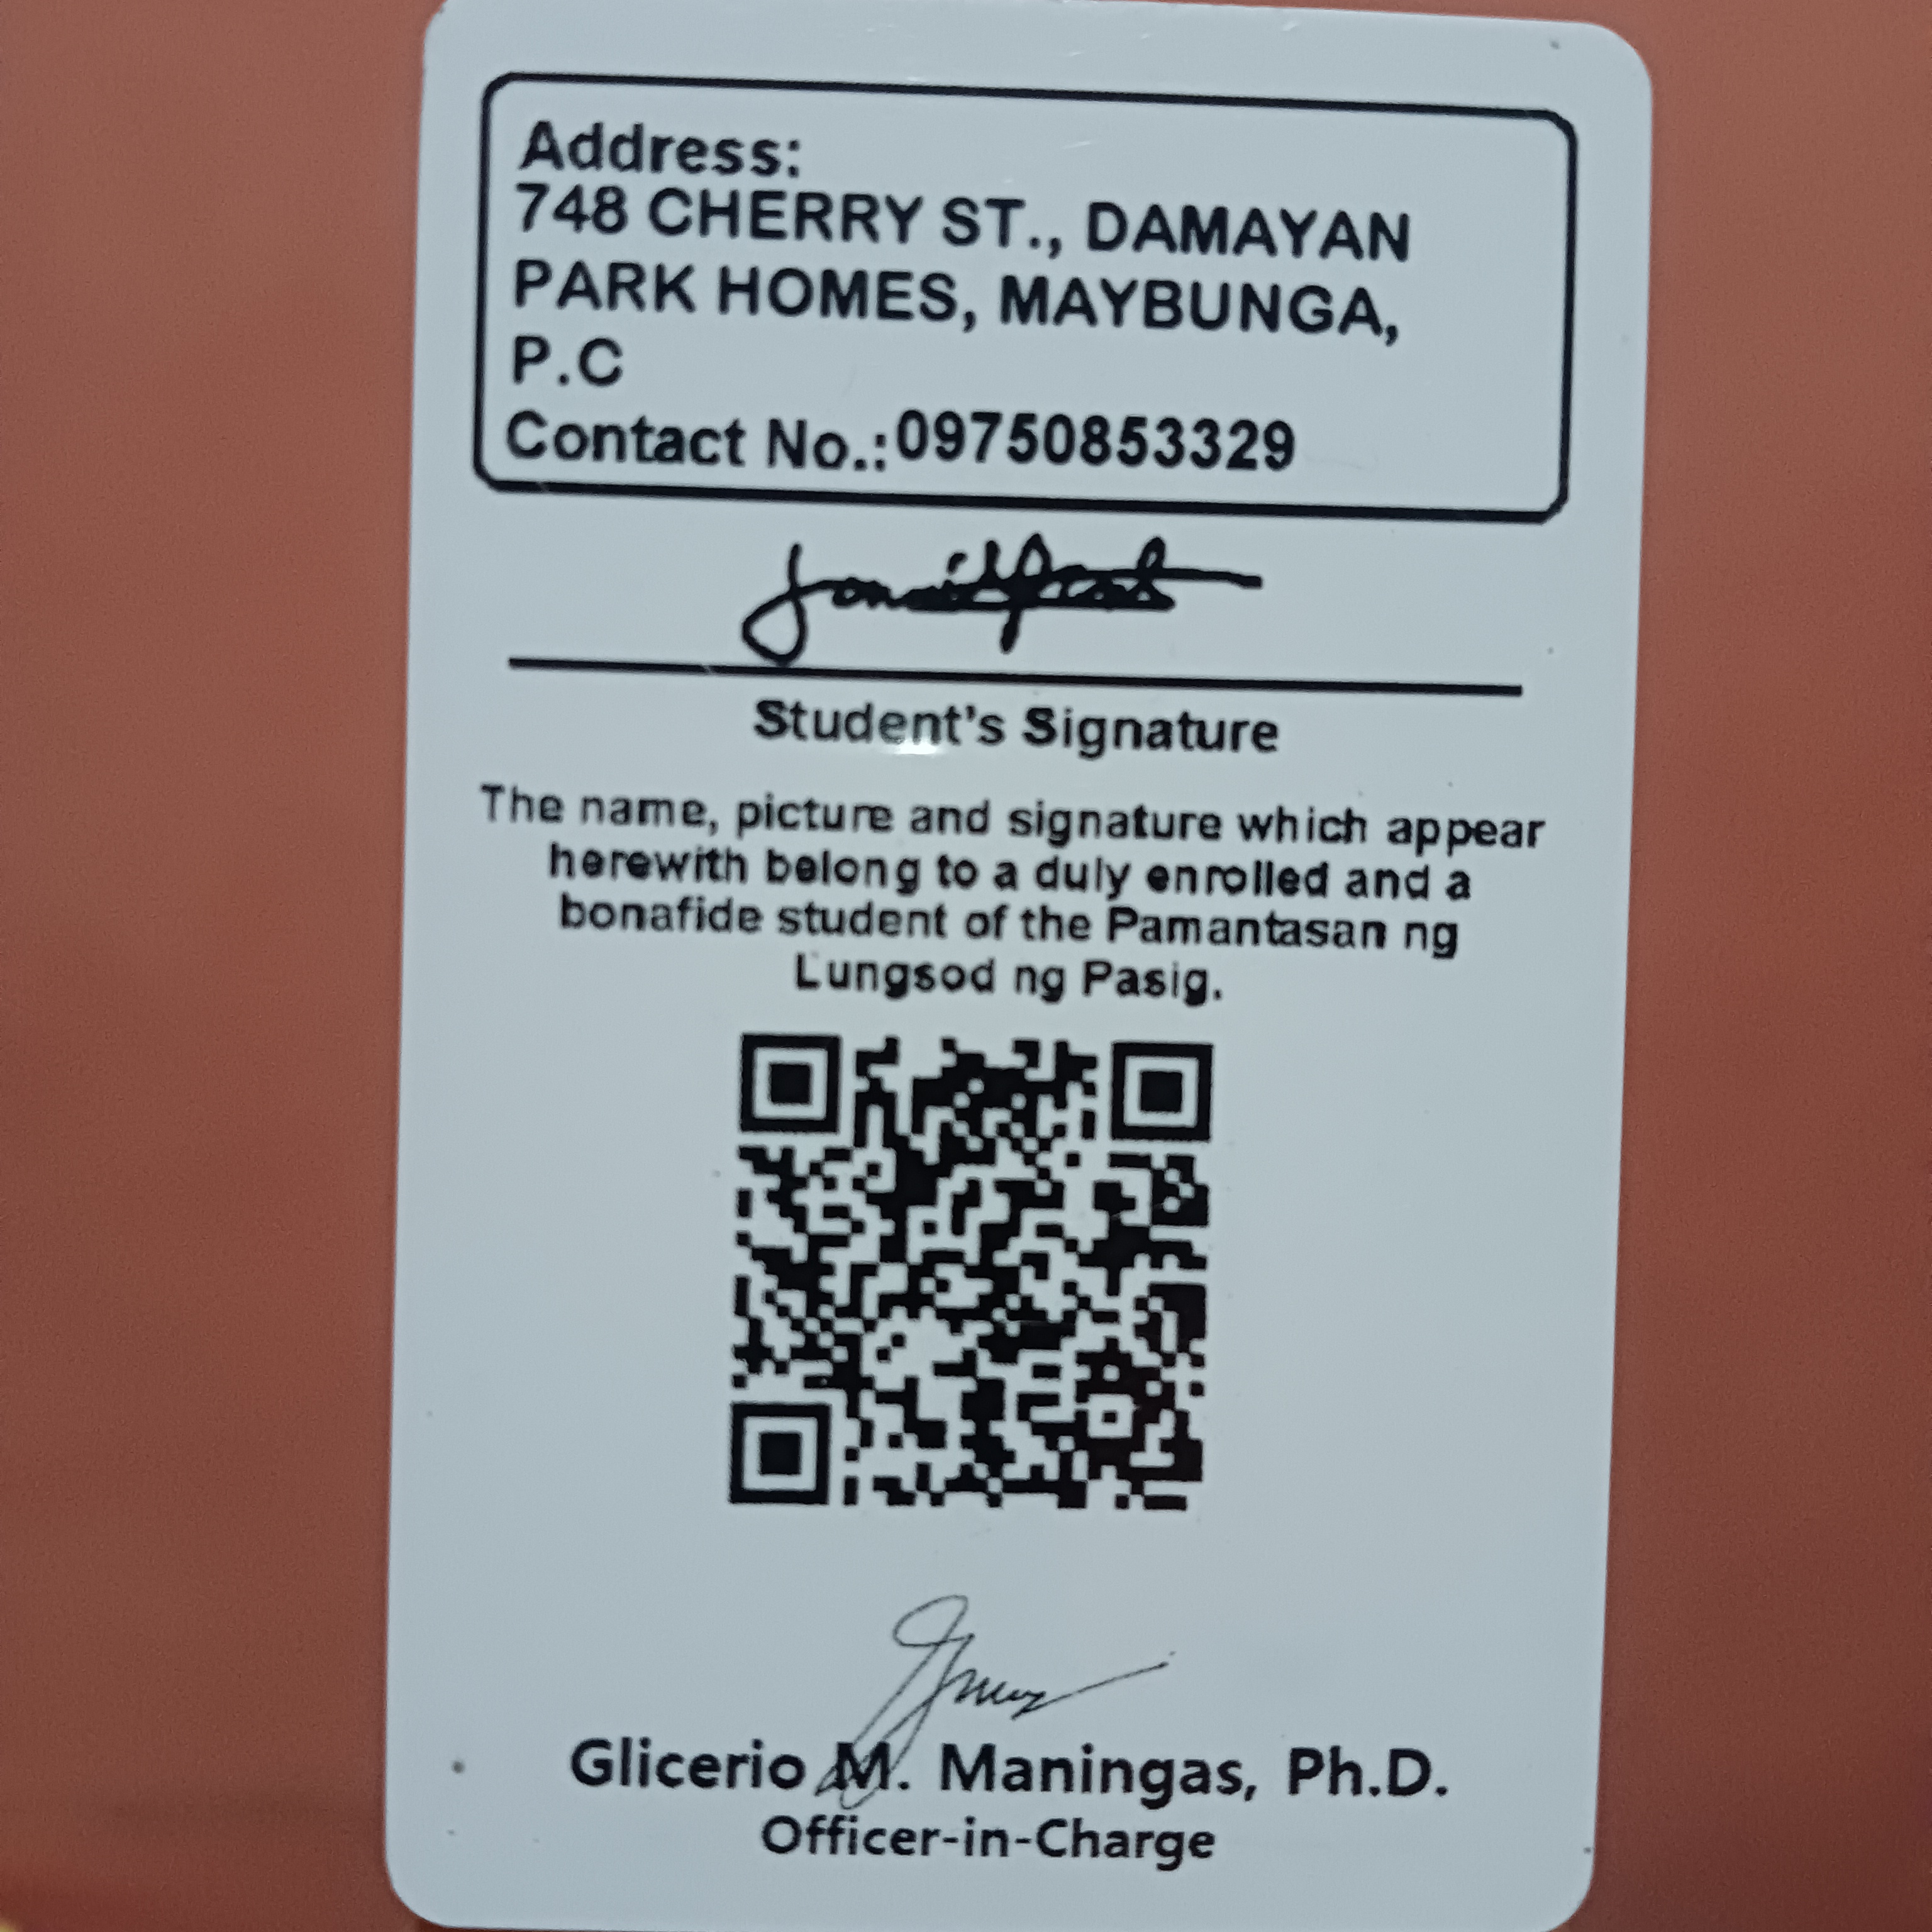 Address:
748 CHERRY ST., DAMAYAN
PARK HOMES, MAYBUNGA,
P.C
Contact No.:09750853329
Student's Signature
The name, picture and signature which appear
herewith belong to a duly enrolled and a
bonafide student of the Pamantasan ng
Lungsod ng Pasig.
Glicerio M. Maningas, Ph.D.
Officer-in-Charge